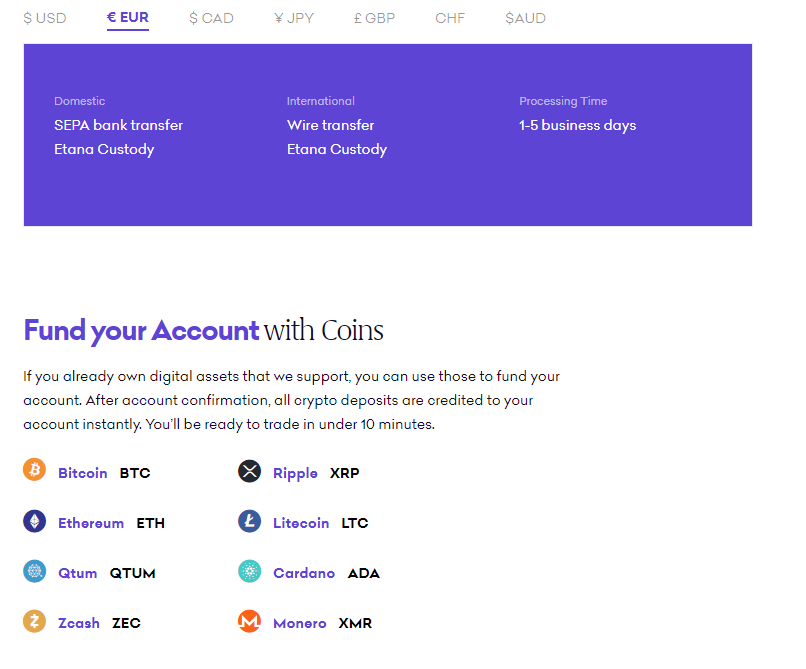 $ USD € EUR $ CAD ¥ JPY £ GBP CHF $AUD
Domestic International Processing Time
SEPA bank transfer Wire transfer 1-5 business days
Etana Custody Etana Custody
Fund your Account with Coins
If you already own digital assets that we support, you can use those to fund your
account. After account confirmation, all crypto deposits are credited to your
account instantly. You’ll be ready to trade in under 10 minutes.
Bitcoin BTC Ripple XRP
Ethereum ETH Litecoin LTC
Qtum QTUM Cardano ADA
Zcash ZEC Monero XMR